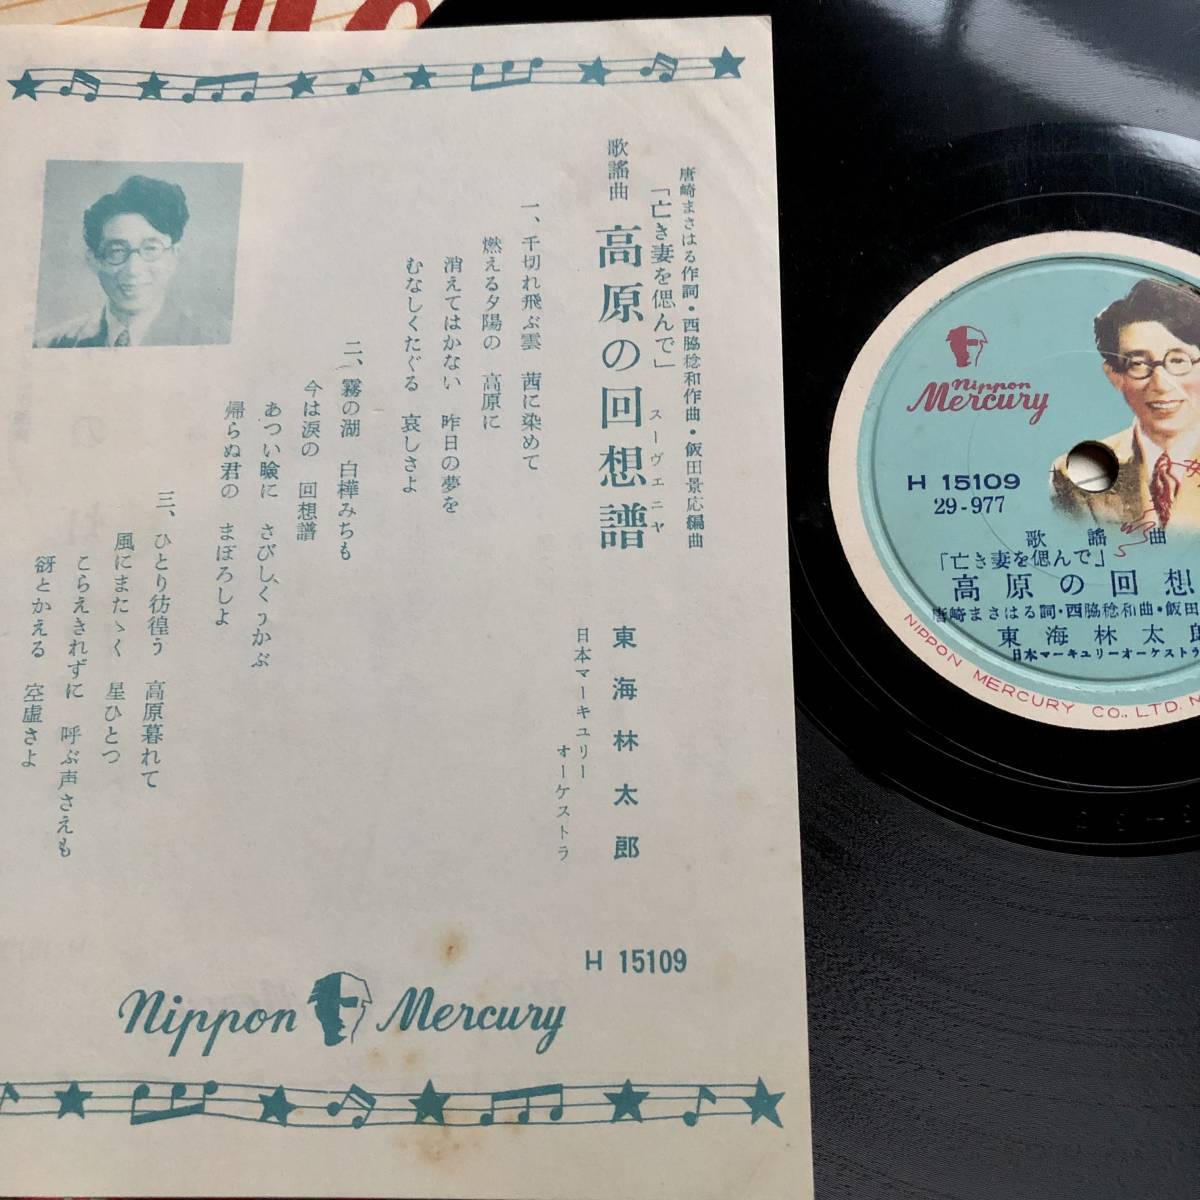 唐崎まさはる作詞・西脇稔和作曲・飯田景応編曲
「亡き妻を偲んで」
歌謡曲 高原の回想譜
スーヴェニヤ
東海林太郎
日本マーキュリー
オーケストラ
一、千切れ飛ぶ雲 茜に染めて
燃える夕陽の 高原に
消えてはかない 昨日の夢を
むなしくたぐる 哀しさよ
二、霧の湖 白樺みちも
今は涙の 回想譜
あつい瞼に さびしくうかぶ
帰らぬ君の まぼろしよ
三、ひとり彷徨う 高原暮れて
風にまたゝく 星ひとつ
こらえきれずに 呼ぶ声さえも
谺とかえる 空虚さよ
H 15109
Nippon Mercury
Nippon
Mercury
H 15109
29-977
歌謡曲
「亡き妻を偲んで」
高原の回想
唐崎まさはる詞・西脇稔和曲・飯田
東海林太郎
日本マーキュリーオーケストラ
NIPPON MERCURY CO., LTD.